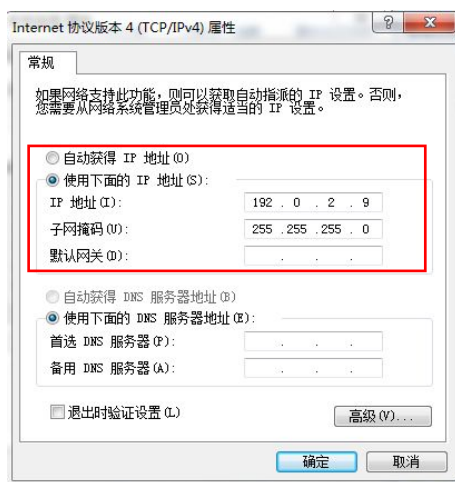 Internet 协议版本 4 (TCP/IPv4) 属性
常规
如果网络支持此功能，则可以获取自动指派的 IP 设置。否则，
您需要从网络系统管理员处获得适当的 IP 设置。
自动获得 IP 地址(O)
使用下面的 IP 地址(S):
IP 地址(I): 192 . 0 . 2 . 9
子网掩码(U): 255 .255 .255 . 0
默认网关(D): . . .
自动获得 DNS 服务器地址(B)
使用下面的 DNS 服务器地址(E):
首选 DNS 服务器(P): . . .
备用 DNS 服务器(A): . . .
退出时验证设置(L)
高级(V)...
确定 取消